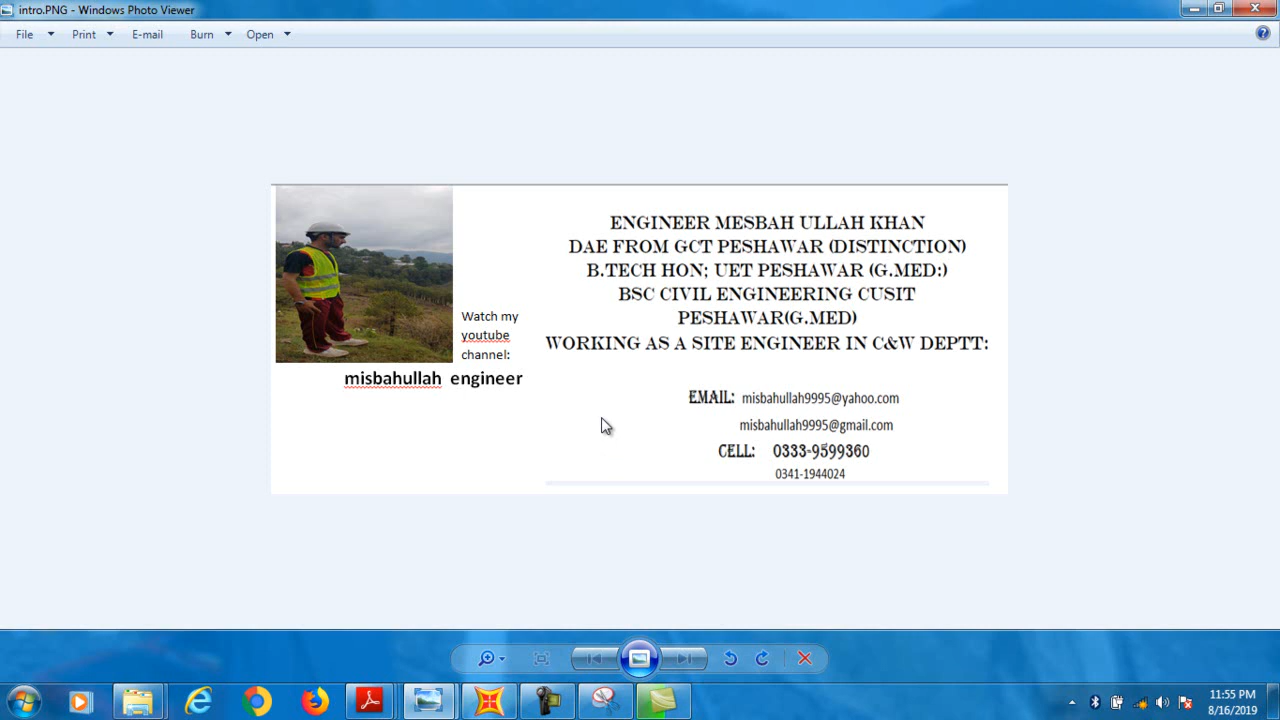 intro.PNG - Windows Photo Viewer
File Print E-mail Burn Open
ENGINEER MESBAH ULLAH KHAN
DAE FROM GCT PESHAWAR (DISTINCTION)
B.TECH HON; UET PESHAWAR (G.MED:)
BSC CIVIL ENGINEERING CUSIT
PESHAWAR(G.MED)
WORKING AS A SITE ENGINEER IN C&W DEPTT:
Watch my
youtube
channel:
misbahullah engineer
EMAIL: misbahullah9995@yahoo.com
misbahullah9995@gmail.com
CELL: 0333-9599360
0341-1944024
11:55 PM
8/16/2019